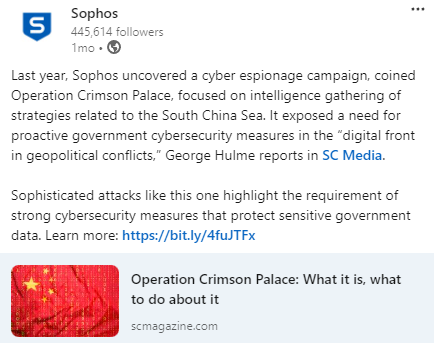 Sophos
445,614 followers
1mo •
Last year, Sophos uncovered a cyber espionage campaign, coined
Operation Crimson Palace, focused on intelligence gathering of
strategies related to the South China Sea. It exposed a need for
proactive government cybersecurity measures in the “digital front
in geopolitical conflicts,” George Hulme reports in SC Media.
Sophisticated attacks like this one highlight the requirement of
strong cybersecurity measures that protect sensitive government
data. Learn more: https://bit.ly/4fuJTFx
Operation Crimson Palace: What it is, what
to do about it
scmagazine.com